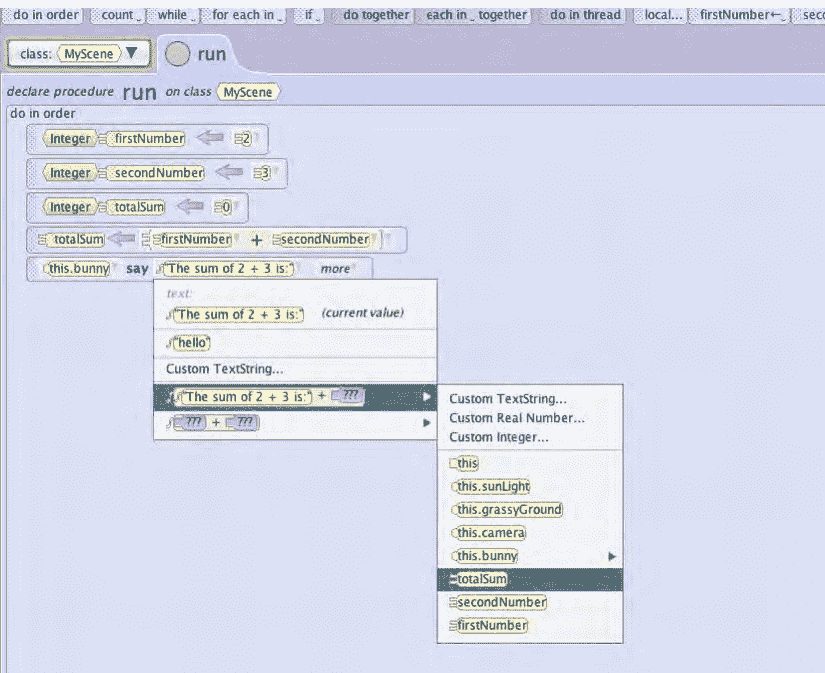 do in order count _ while _ for each in _ if _ do together each in _ together do in thread local... firstNumber←_
class: MyScene ▼ run
declare procedure run on class MyScene
do in order
Integer firstNumber 2
Integer secondNumber 3
Integer totalSum 0
totalSum firstNumber + secondNumber
this.bunny say "The sum of 2 + 3 is:" more
text:
"The sum of 2 + 3 is:" (current value)
"hello"
Custom TextString...
"The sum of 2 + 3 is:" + ???
??? + ???
Custom TextString...
Custom Real Number...
Custom Integer...
this
this.sunLight
this.grassyGround
this.camera
this.bunny
totalSum
secondNumber
firstNumber